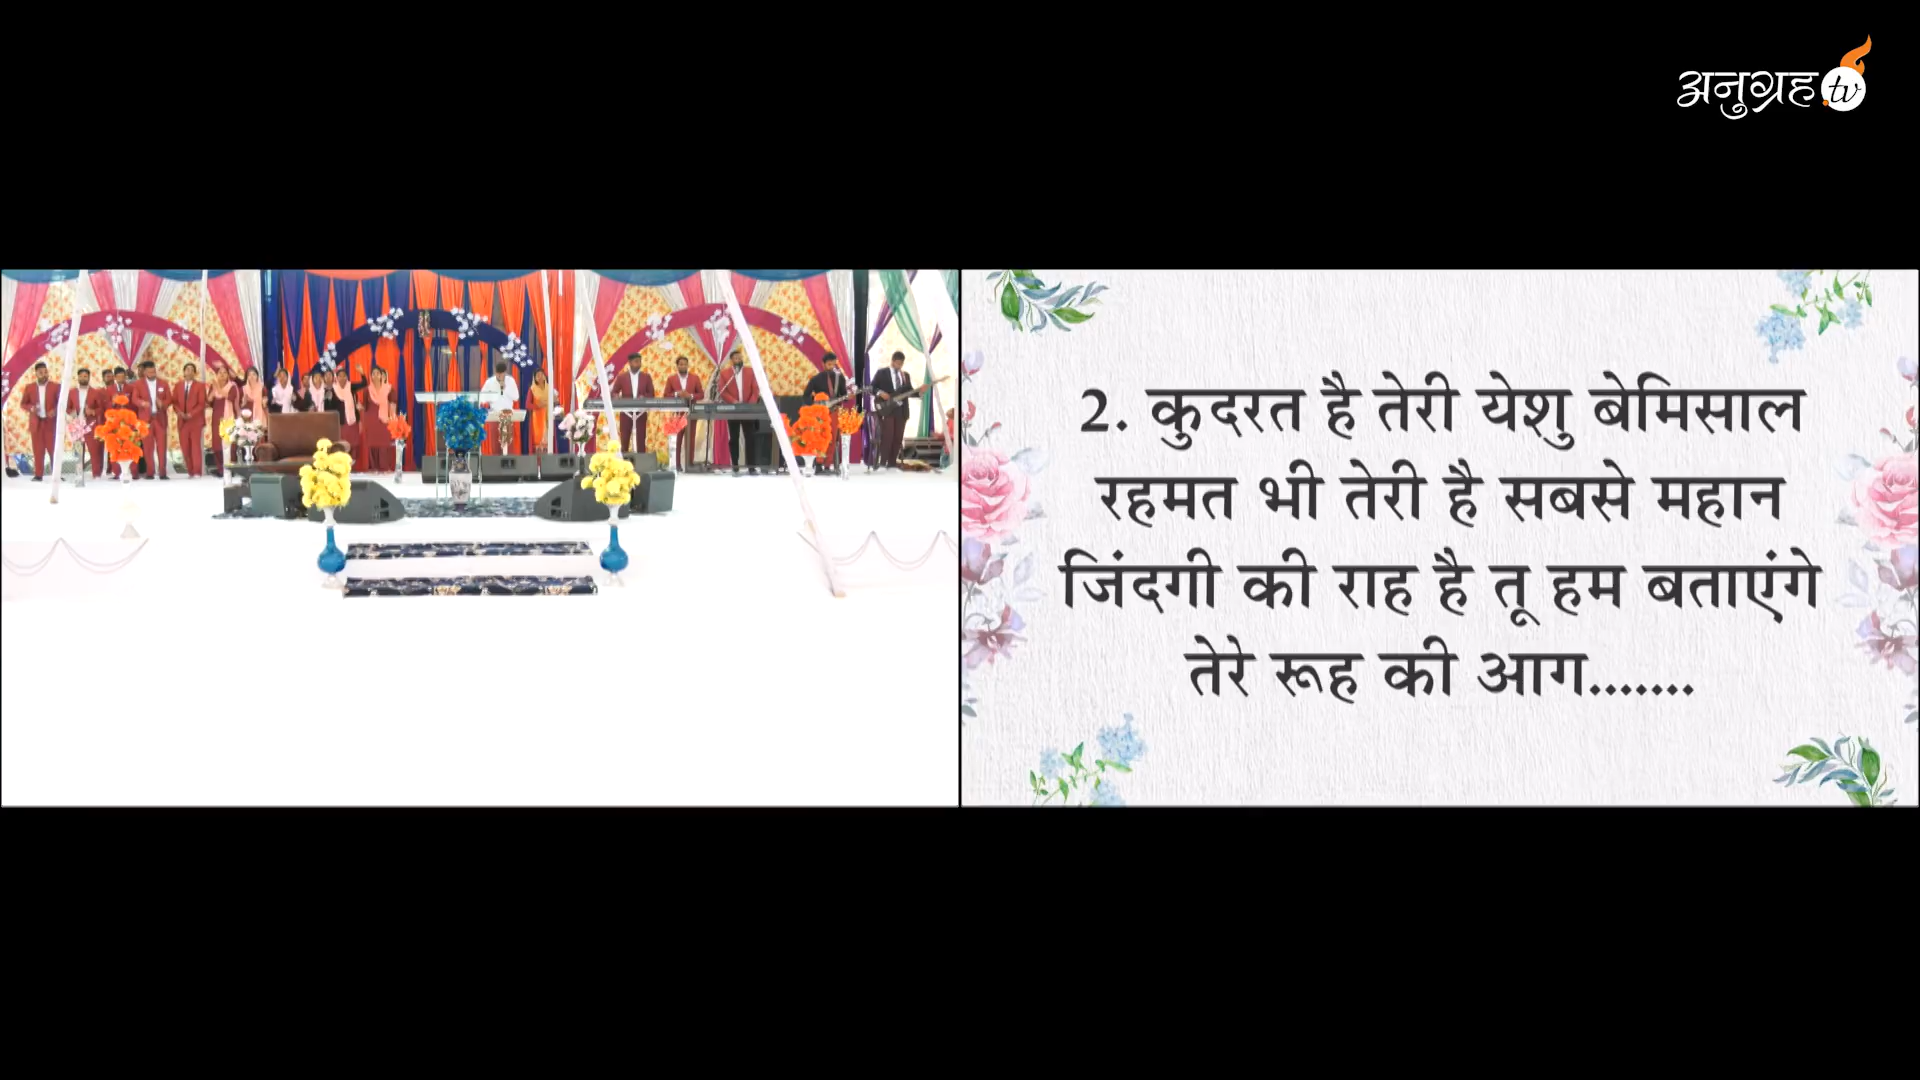 अनुग्रह.tv
2. कुदरत है तेरी येशु बेमिसाल
रहमत भी तेरी है सबसे महान
जिंदगी की राह है तू हम बताएंगे
तेरे रूह की आग.......